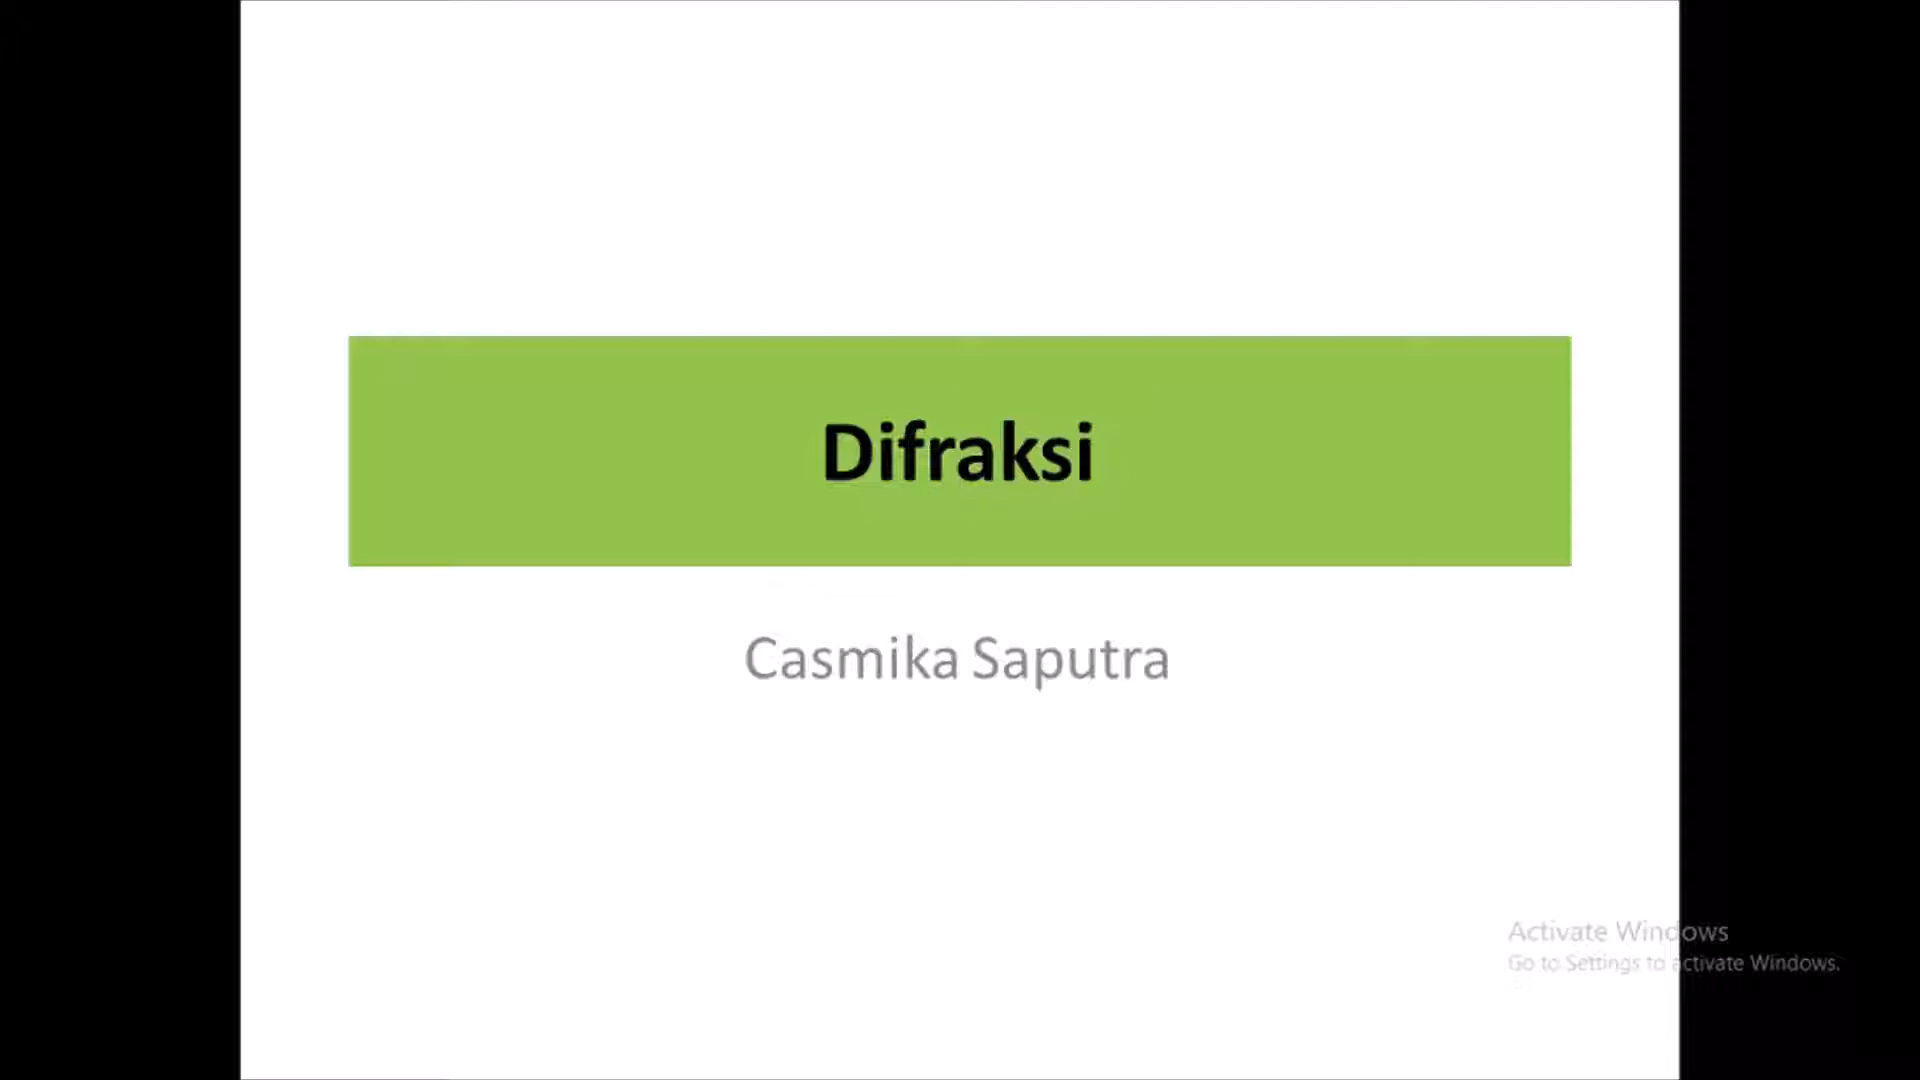 Difraksi
Casmika Saputra
Activate Windows
Go to Settings to activate Windows.